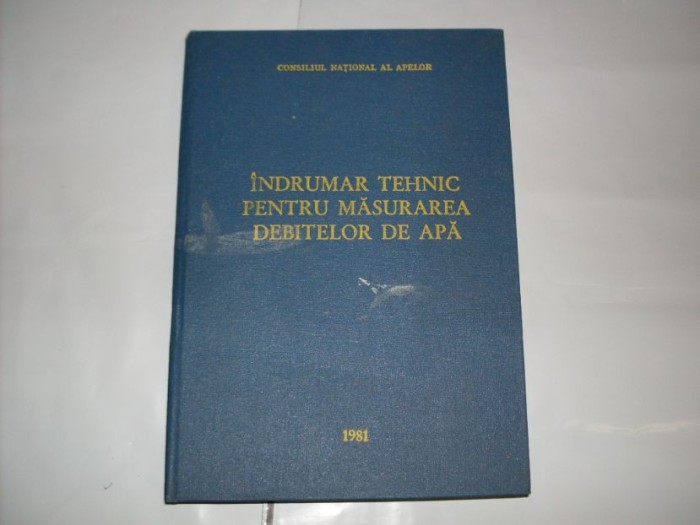 CONSILIUL NAȚIONAL AL APELOR
ÎNDRUMAR TEHNIC
PENTRU MĂSURAREA
DEBITELOR DE APĂ
1981